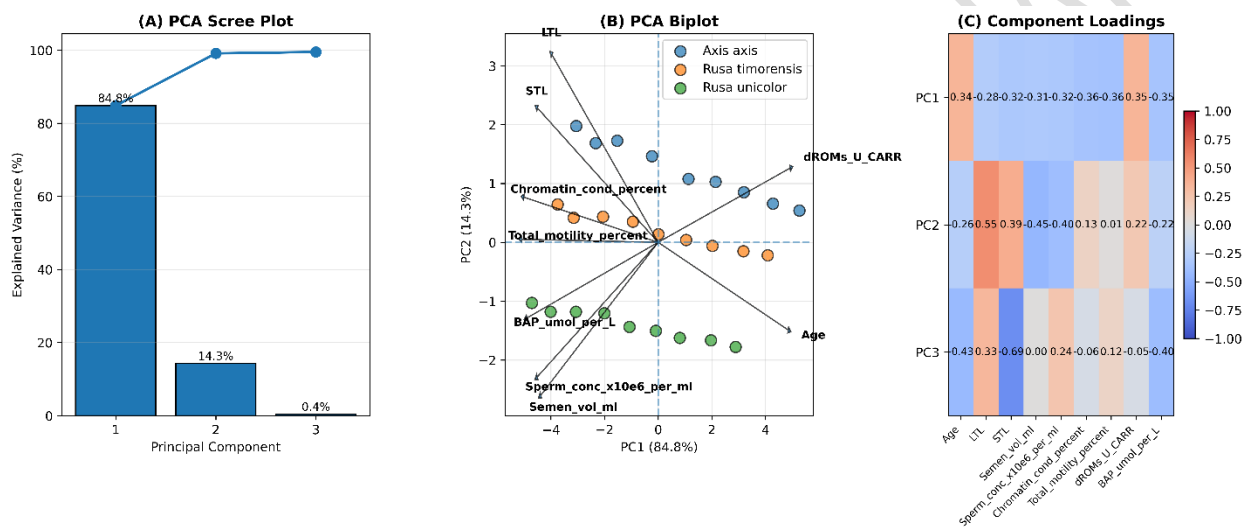 (A) PCA Scree Plot
100
80
60
40
20
0
84.8%
14.3%
0.4%
1
2
3
Explained Variance (%)
Principal Component
(B) PCA Biplot
LTL
STL
Axis axis
Rusa timorensis
Rusa unicolor
dROMs_U_CARR
Chromatin_cond_percent
Total_motility_percent
BAP_umol_per_L
Age
Sperm_conc_x10e6_per_ml
Semen_vol_ml
3
2
1
0
−1
−2
−4
−2
0
2
4
PC2 (14.3%)
PC1 (84.8%)
(C) Component Loadings
PC1
0.34 -0.28 -0.32 -0.31 -0.32 -0.36 -0.36 0.35 -0.35
PC2
-0.26 0.55 0.39 -0.45 -0.40 0.13 0.01 0.22 -0.22
PC3
-0.43 0.33 -0.69 0.00 0.24 -0.06 0.12 -0.05 -0.40
Age
LTL
STL
Semen_vol_ml
Sperm_conc_x10e6_per_ml
Chromatin_cond_percent
Total_motility_percent
dROMs_U_CARR
BAP_umol_per_L
1.00
0.75
0.50
0.25
0.00
−0.25
−0.50
−0.75
−1.00